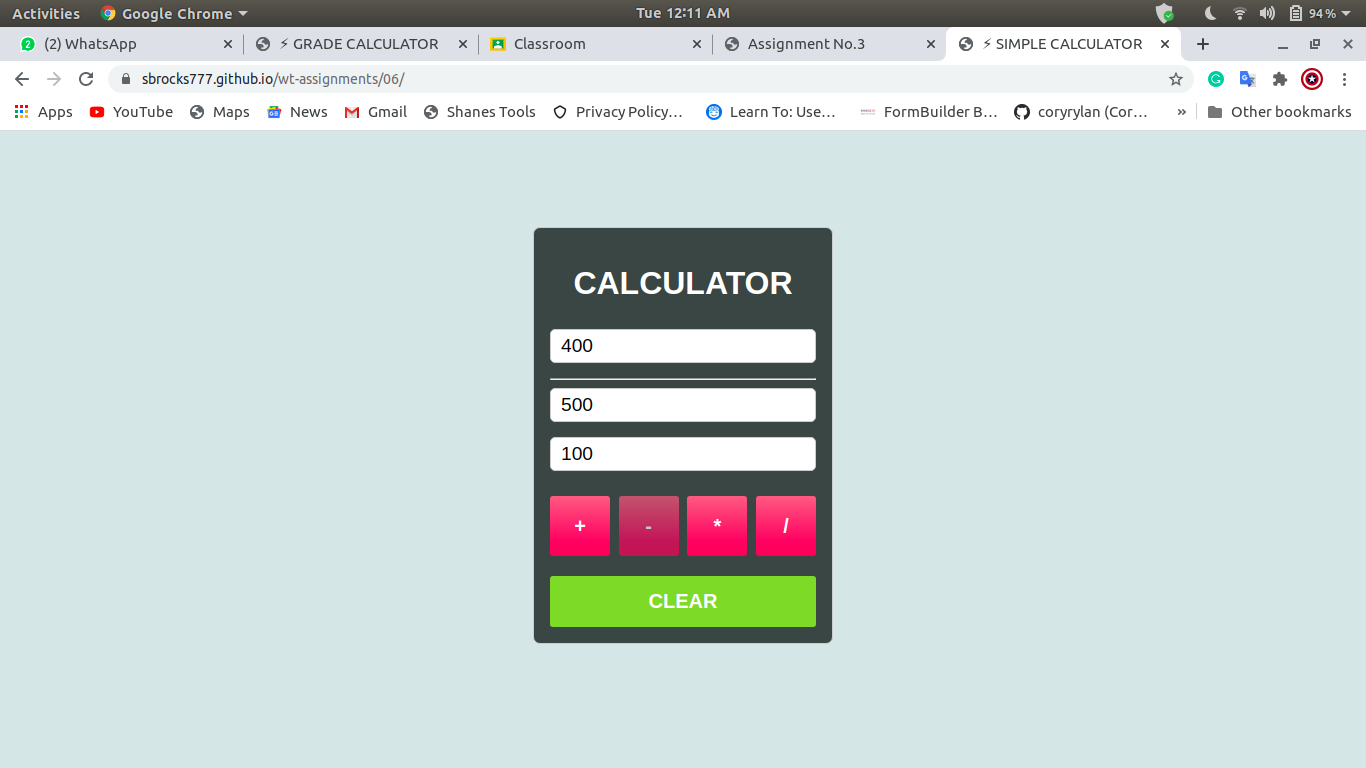 Activities Google Chrome Tue 12:11 AM 94 %
2 (2) WhatsApp ⚡ GRADE CALCULATOR Classroom Assignment No.3 ⚡ SIMPLE CALCULATOR
sbrocks777.github.io/wt-assignments/06/
Apps YouTube Maps News Gmail Shanes Tools Privacy Policy… Learn To: Use… FormBuilder B… coryrylan (Cor… » Other bookmarks
CALCULATOR
400
500
100
+ - * /
CLEAR